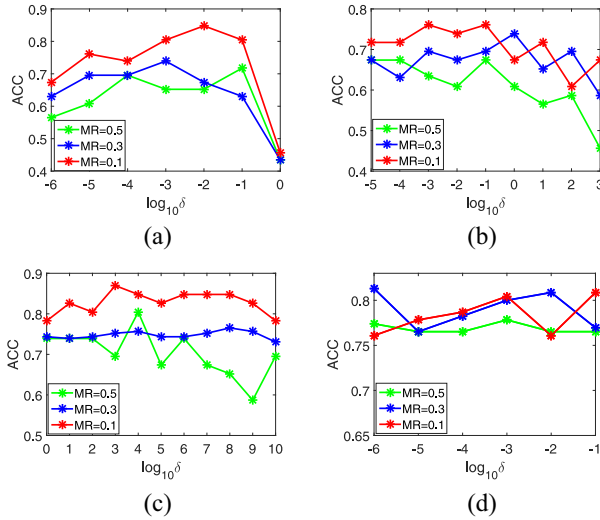 0.9
0.8
0.7
0.6
0.5
0.4
ACC
MR=0.5
MR=0.3
MR=0.1
-6 -5 -4 -3 -2 -1 0
log10δ
(a)
0.8
0.7
0.6
0.5
0.4
ACC
MR=0.5
MR=0.3
MR=0.1
-5 -4 -3 -2 -1 0 1 2 3
log10δ
(b)
0.9
0.8
0.7
0.6
0.5
ACC
MR=0.5
MR=0.3
MR=0.1
0 1 2 3 4 5 6 7 8 9 10
log10δ
(c)
0.8
0.75
0.7
0.65
ACC
MR=0.5
MR=0.3
MR=0.1
-6 -5 -4 -3 -2 -1
log10δ
(d)